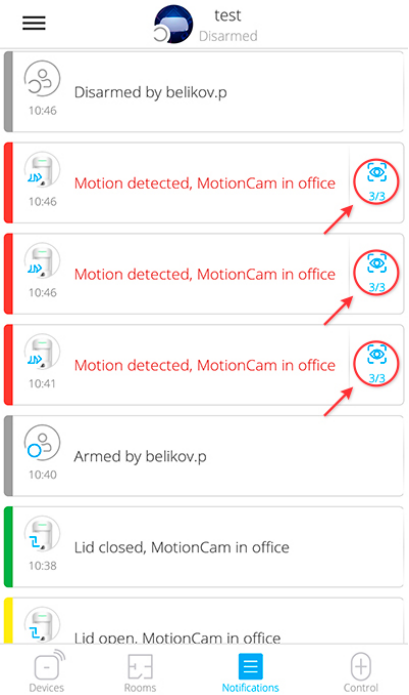 test
Disarmed
Disarmed by belikov.p
10:46
Motion detected, MotionCam in office
3/3
10:46
Motion detected, MotionCam in office
3/3
10:46
Motion detected, MotionCam in office
3/3
10:41
Armed by belikov.p
10:40
Lid closed, MotionCam in office
10:38
Lid open, MotionCam in office
Devices
Rooms
Notifications
Control